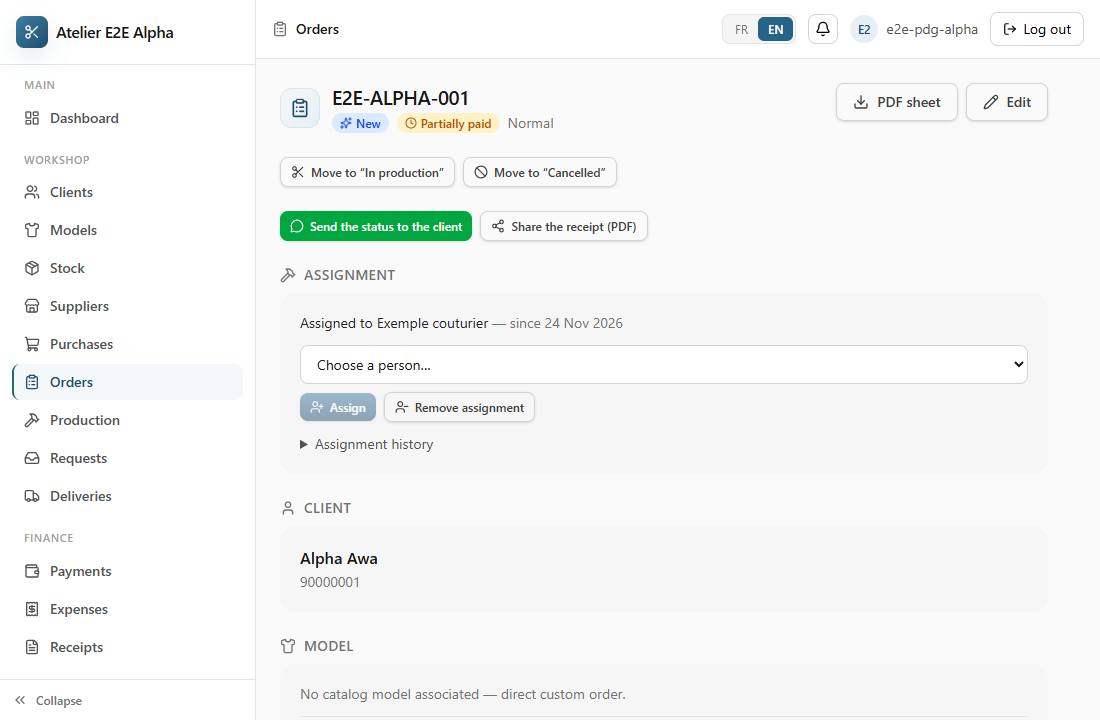 Atelier E2E Alpha
MAIN
Dashboard
WORKSHOP
Clients
Models
Stock
Suppliers
Purchases
Orders
Production
Requests
Deliveries
FINANCE
Payments
Expenses
Receipts
Collapse
Orders
FR EN
E2 e2e-pdg-alpha
Log out
E2E-ALPHA-001
New Partially paid Normal
PDF sheet Edit
Move to “In production” Move to “Cancelled”
Send the status to the client Share the receipt (PDF)
ASSIGNMENT
Assigned to Exemple couturier — since 24 Nov 2026
Choose a person...
Assign Remove assignment
Assignment history
CLIENT
Alpha Awa
90000001
MODEL
No catalog model associated — direct custom order.